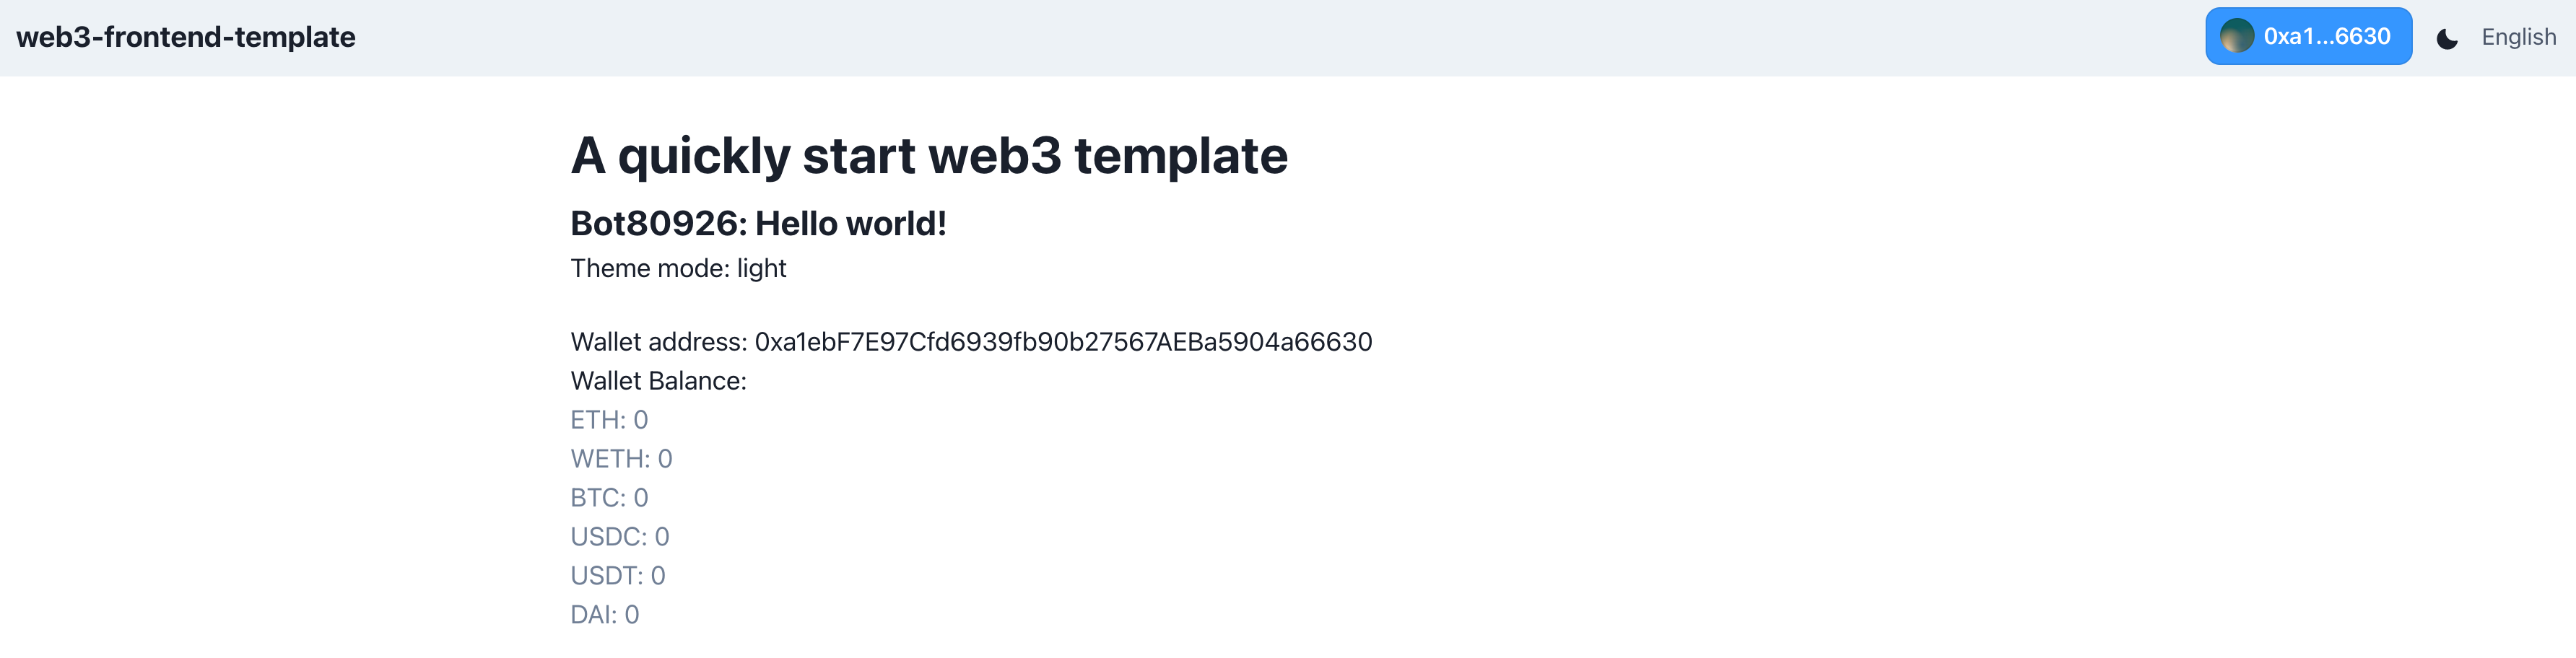 web3-frontend-template
0xa1...6630
English
A quickly start web3 template
Bot80926: Hello world!
Theme mode: light
Wallet address: 0xa1ebF7E97Cfd6939fb90b27567AEBa5904a66630
Wallet Balance:
ETH: 0
WETH: 0
BTC: 0
USDC: 0
USDT: 0
DAI: 0